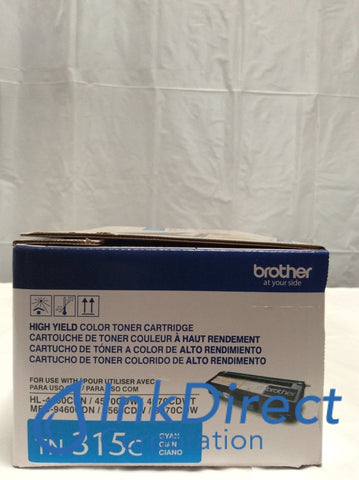 brother
at your side
HIGH YIELD COLOR TONER CARTRIDGE
CARTOUCHE DE TONER COULEUR À HAUT RENDEMENT
CARTUCHO DE TÓNER A COLOR DE ALTO RENDIMIENTO
CARTUCHO DE TONER COLORIDO DE ALTO RENDIMENTO
FOR USE WITH / POUR UTILISER AVEC
PARA USO CON / PARA USO COM
InkDirect
Corporation
TN 315C
CYAN
CIAN
CIANO